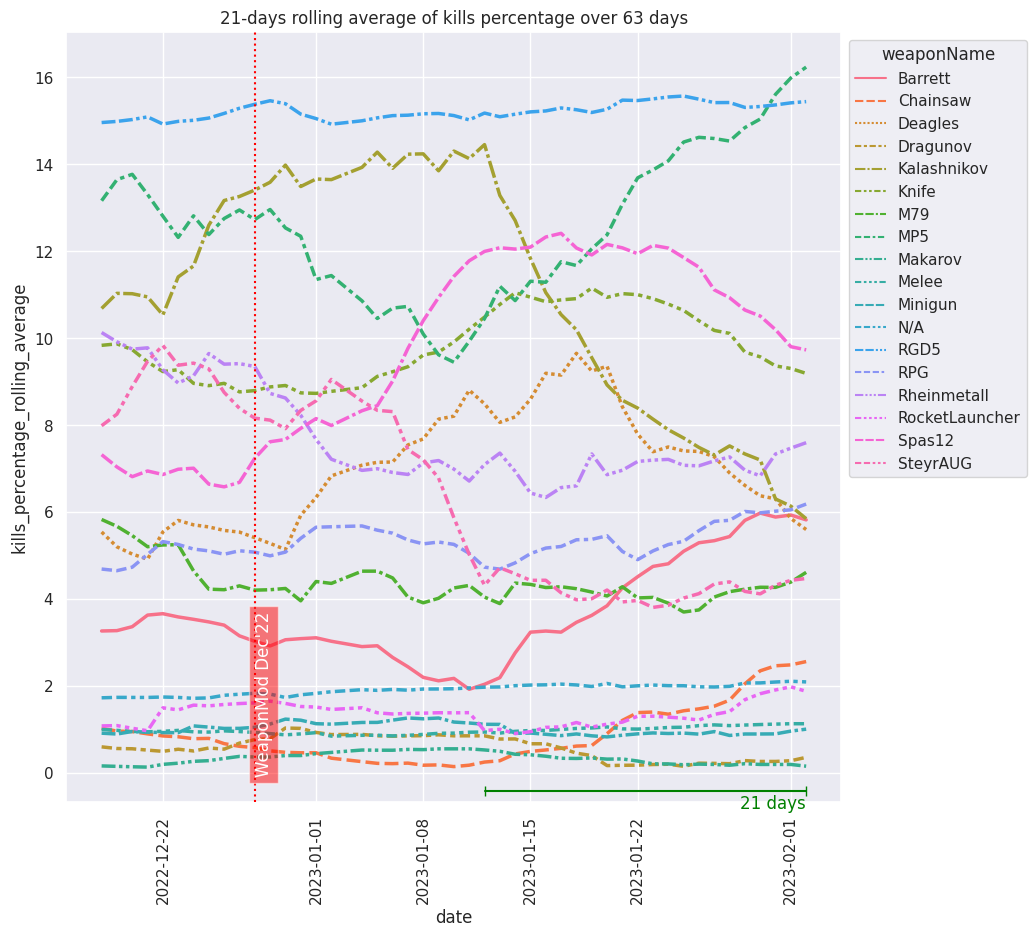 21-days rolling average of kills percentage over 63 days
kills_percentage_rolling_average
16
14
12
10
8
6
4
2
0
WeaponMod Dec'22
21 days
2022-12-22
2023-01-01
2023-01-08
2023-01-15
2023-01-22
2023-02-01
date
weaponName
Barrett
Chainsaw
Deagles
Dragunov
Kalashnikov
Knife
M79
MP5
Makarov
Melee
Minigun
N/A
RGD5
RPG
Rheinmetall
RocketLauncher
Spas12
SteyrAUG